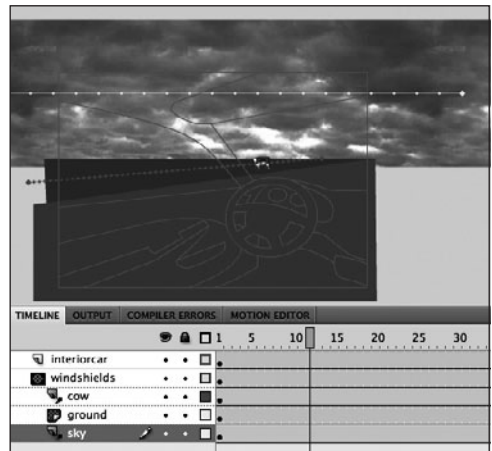 TIMELINE OUTPUT COMPILER ERRORS MOTION EDITOR
1 5 10 15 20 25 30
interiorcar
windshields
cow
ground
sky